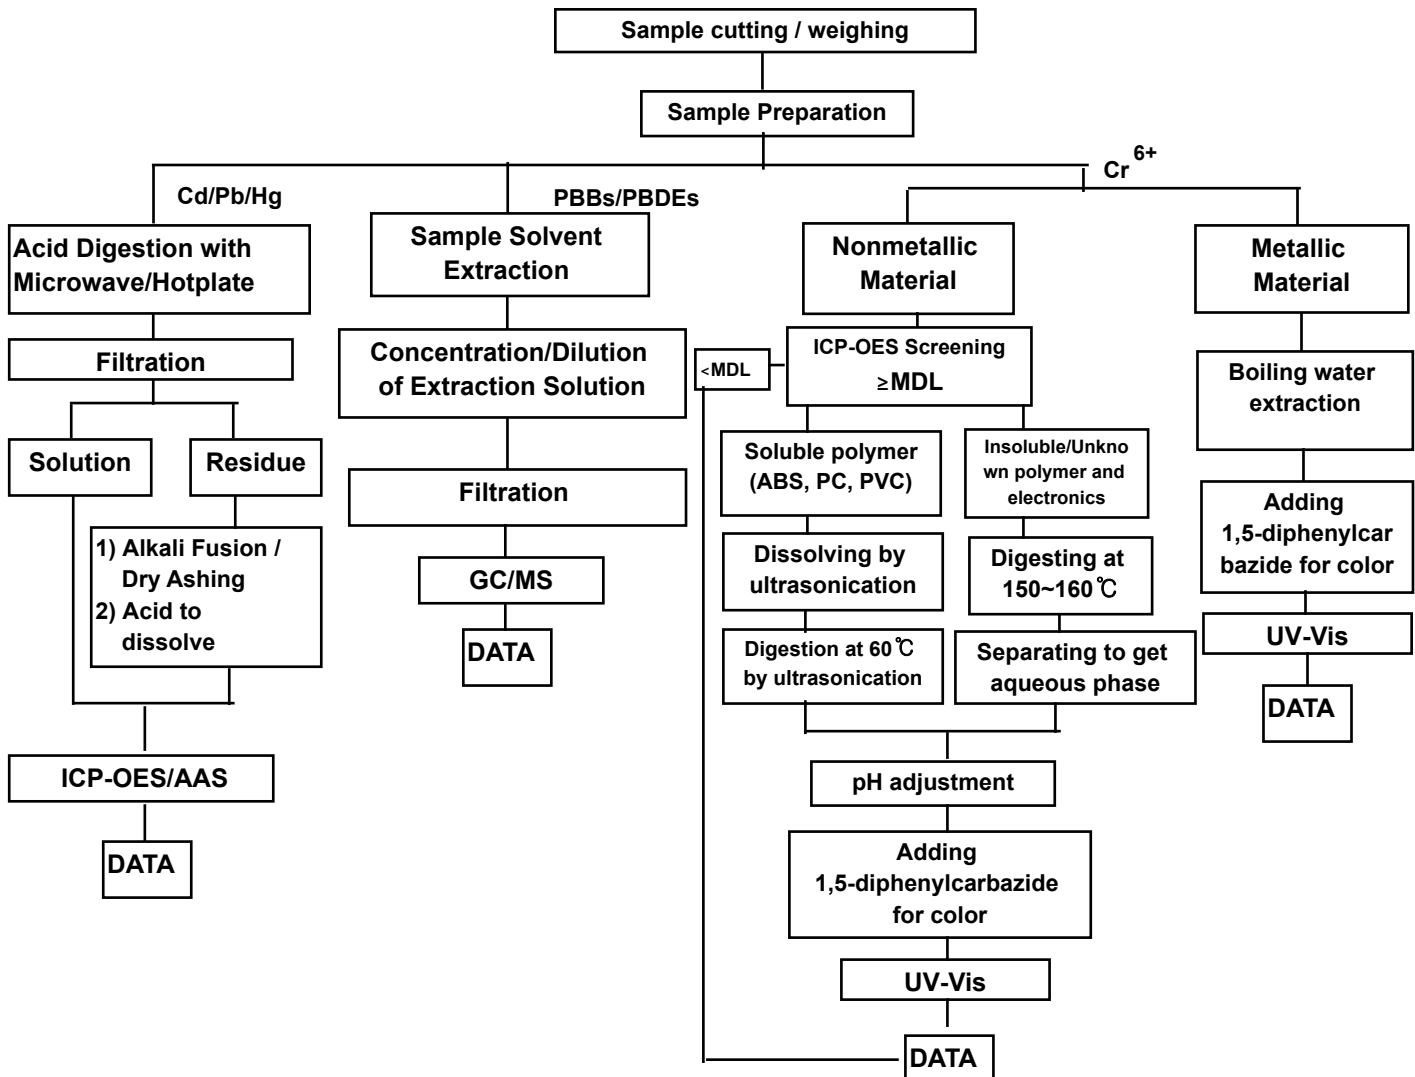 Sample cutting / weighing
Sample Preparation
Cd/Pb/Hg
PBBs/PBDEs
Cr 6+
Acid Digestion with
Microwave/Hotplate
Filtration
Solution
Residue
1) Alkali Fusion /
Dry Ashing
2) Acid to
dissolve
ICP-OES/AAS
DATA
Sample Solvent
Extraction
Concentration/Dilution
of Extraction Solution
Filtration
GC/MS
DATA
Nonmetallic
Material
ICP-OES Screening
≥MDL
<MDL
Soluble polymer
(ABS, PC, PVC)
Dissolving by
ultrasonication
Digestion at 60℃
by ultrasonication
Insoluble/Unkno
wn polymer and
electronics
Digesting at
150~160℃
Separating to get
aqueous phase
pH adjustment
Adding
1,5-diphenylcarbazide
for color
UV-Vis
DATA
Metallic
Material
Boiling water
extraction
Adding
1,5-diphenylcar
bazide for color
UV-Vis
DATA